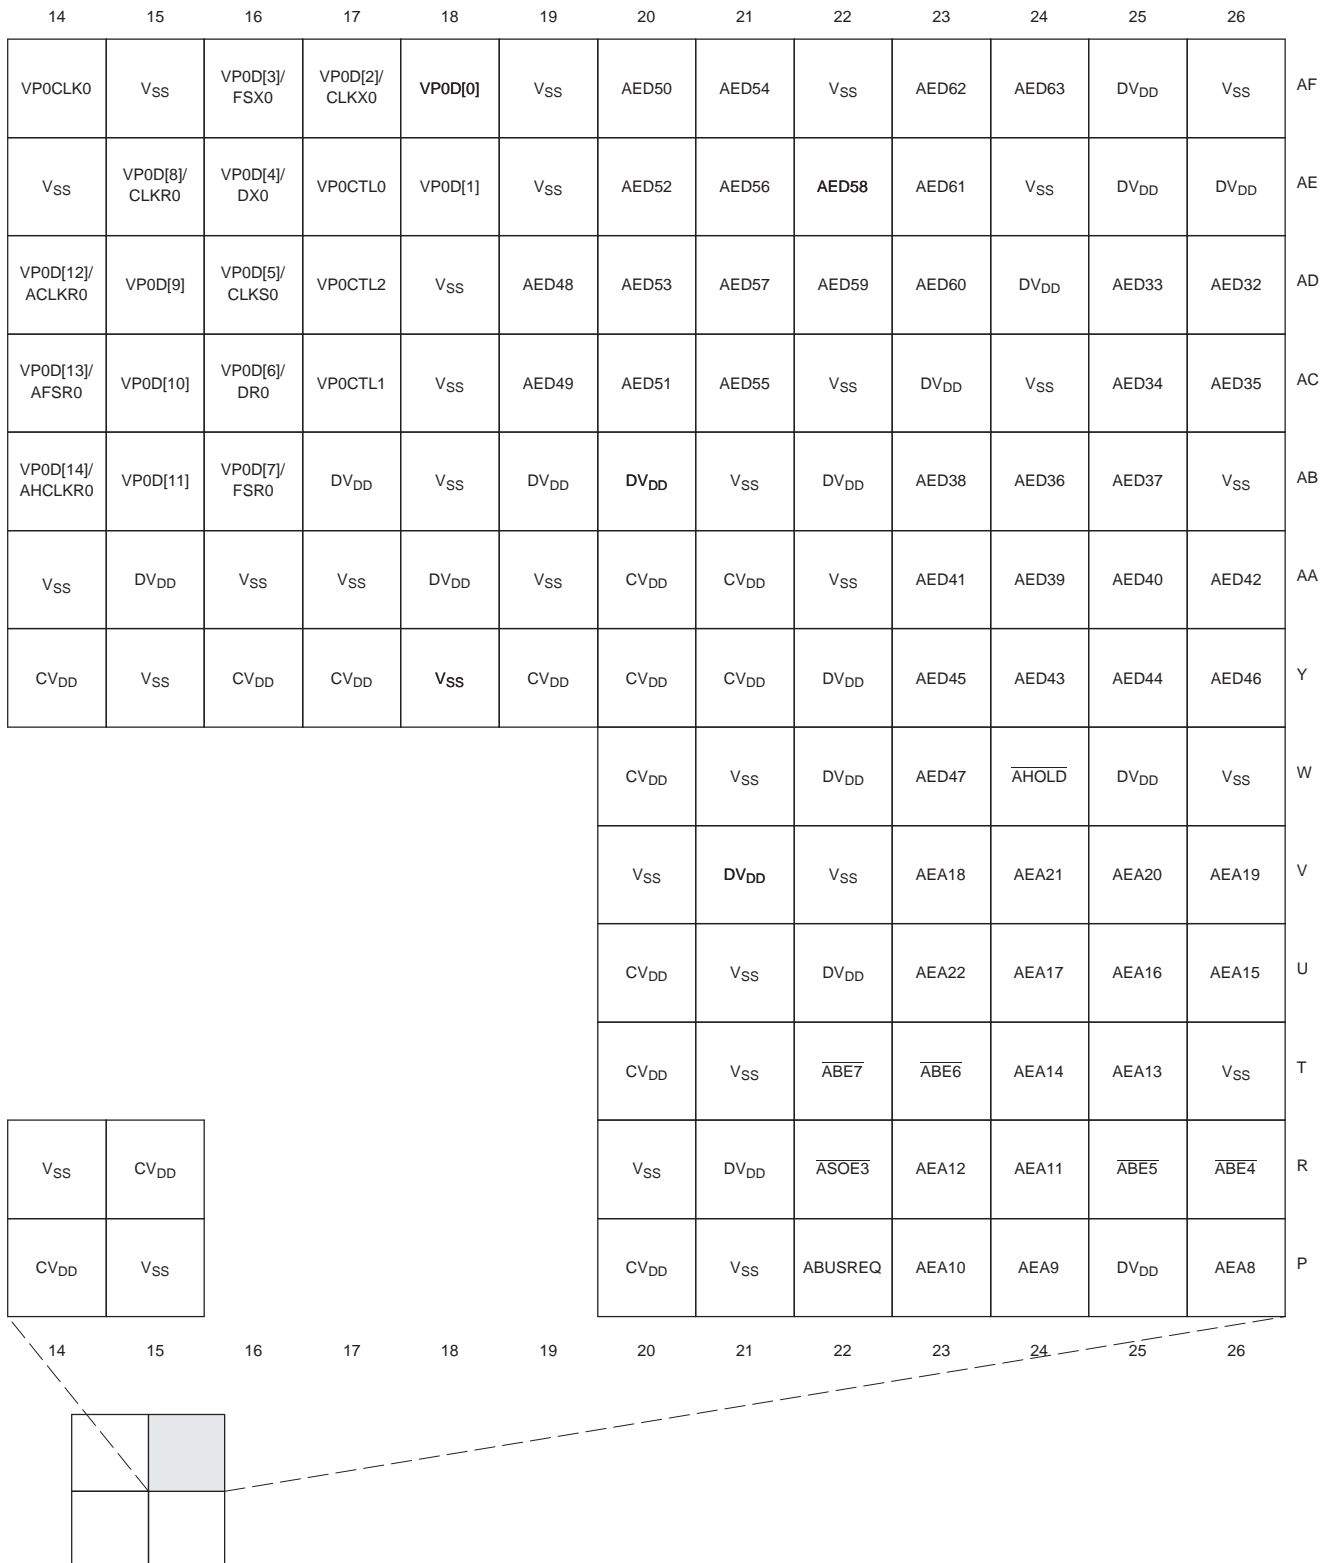 14 15 16 17 18 19 20 21 22 23 24 25 26
VP0CLK0 VSS VP0D[3]/FSX0 VP0D[2]/CLKX0 VP0D[0] VSS AED50 AED54 VSS AED62 AED63 DVDD VSS AF
VSS VP0D[8]/CLKR0 VP0D[4]/DX0 VP0CTL0 VP0D[1] VSS AED52 AED56 AED58 AED61 VSS DVDD DVDD AE
VP0D[12]/ACLKR0 VP0D[9] VP0D[5]/CLKS0 VP0CTL2 VSS AED48 AED53 AED57 AED59 AED60 DVDD AED33 AED32 AD
VP0D[13]/AFSR0 VP0D[10] VP0D[6]/DR0 VP0CTL1 VSS AED49 AED51 AED55 VSS DVDD VSS AED34 AED35 AC
VP0D[14]/AHCLKR0 VP0D[11] VP0D[7]/FSR0 DVDD VSS DVDD DVDD VSS DVDD AED38 AED36 AED37 VSS AB
VSS DVDD VSS VSS DVDD VSS CVDD CVDD VSS AED41 AED39 AED40 AED42 AA
CVDD VSS CVDD CVDD VSS CVDD CVDD CVDD DVDD AED45 AED43 AED44 AED46 Y
CVDD VSS DVDD AED47 AHOLD DVDD VSS W
VSS DVDD VSS AEA18 AEA21 AEA20 AEA19 V
CVDD VSS DVDD AEA22 AEA17 AEA16 AEA15 U
CVDD VSS ABE7 ABE6 AEA14 AEA13 VSS T
VSS CVDD VSS DVDD ASOE3 AEA12 AEA11 ABE5 ABE4 R
CVDD VSS CVDD VSS ABUSREQ AEA10 AEA9 DVDD AEA8 P
14 15 16 17 18 19 20 21 22 23 24 25 26